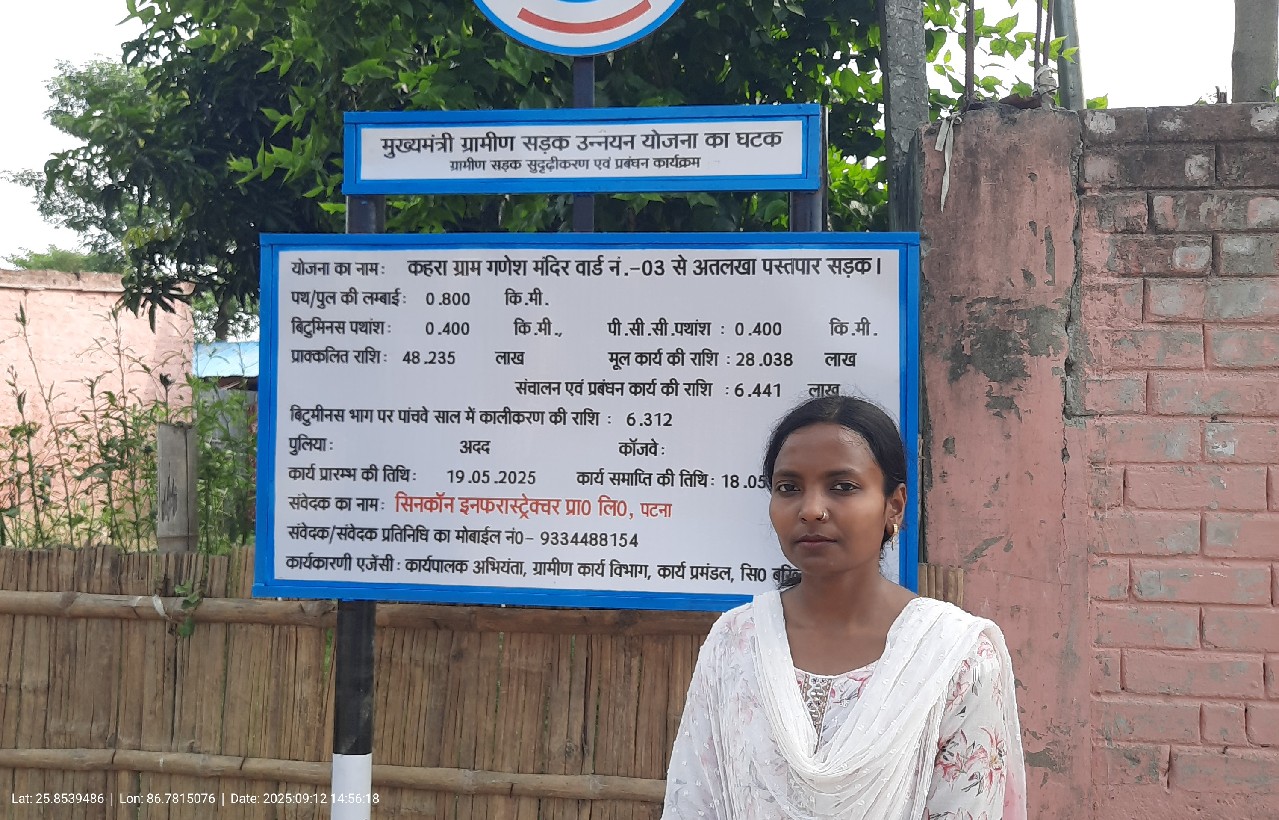 मुख्यमंत्री ग्रामीण सड़क उन्नयन योजना का घटक
ग्रामीण सड़क सुदृढ़ीकरण एवं प्रबंघन कार्यक्रम
योजना का नाम: कहरा ग्राम गणेश मंदिर वार्ड नं.-03 से अतलखा पस्तपार सड़क।
पथ/पुल की लम्बाई: 0.800 कि.मी.
बिटुमिनस पथांश: 0.400 कि.मी., पी.सी.सी.पथांश : 0.400 कि.मी.
प्राक्कलित राशि: 48.235 लाख मूल कार्य की राशि : 28.038 लाख
संचालन एवं प्रबंघन कार्य की राशि : 6.441 लाख
बिटुमीनस भाग पर पांचवे साल में कालीकरण की राशि : 6.312
पुलिया: अदद कॉजवे:
कार्य प्रारम्भ की तिथि: 19.05.2025 कार्य समाप्ति की तिथि: 18.05
संवेदक का नाम: सिनकॉन इनफरास्ट्रेक्चर प्रा0 लि0, पटना
संवेदक/संवेदक प्रतिनिधि का मोबाईल नं0- 9334488154
कार्यकारणी एजेंसी: कार्यपालक अभियंता, ग्रामीण कार्य विभाग, कार्य प्रमंडल, सि0
Lat: 25.8539486 | Lon: 86.7815076 | Date: 2025:09:12 14:56:18